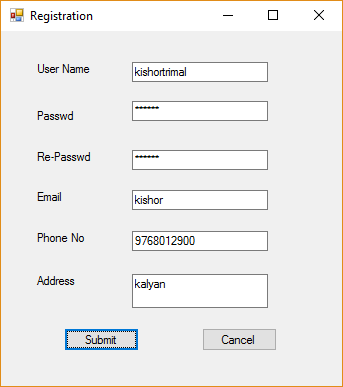 Registration
User Name kishortrimal
Passwd ******
Re-Passwd ******
Email kishor
Phone No 9768012900
Address kalyan
Submit Cancel